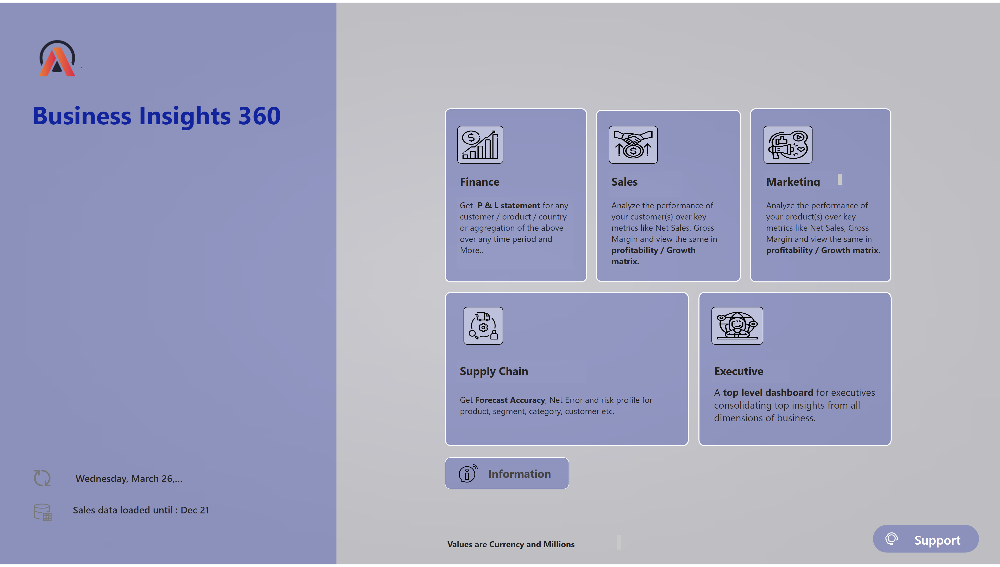 Business Insights 360
Wednesday, March 26,...
Sales data loaded until : Dec 21
Finance
Get P & L statement for any
customer / product / country
or aggregation of the above
over any time period and
More..
Sales
Analyze the performance of
your customer(s) over key
metrics like Net Sales, Gross
Margin and view the same in
profitability / Growth
matrix.
Marketing
Analyze the performance of
your product(s) over key
metrics like Net Sales, Gross
Margin and view the same in
profitability / Growth matrix.
Supply Chain
Get Forecast Accuracy, Net Error and risk profile for
product, segment, category, customer etc.
Executive
A top level dashboard for executives
consolidating top insights from all
dimensions of business.
Information
Values are Currency and Millions
Support